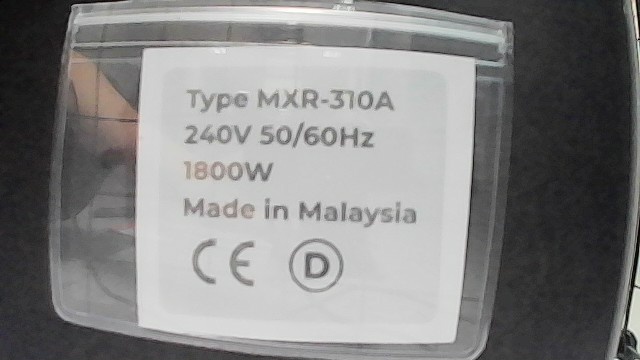 Type MXR-310A
240V 50/60Hz
1800W
Made in Malaysia
CE D